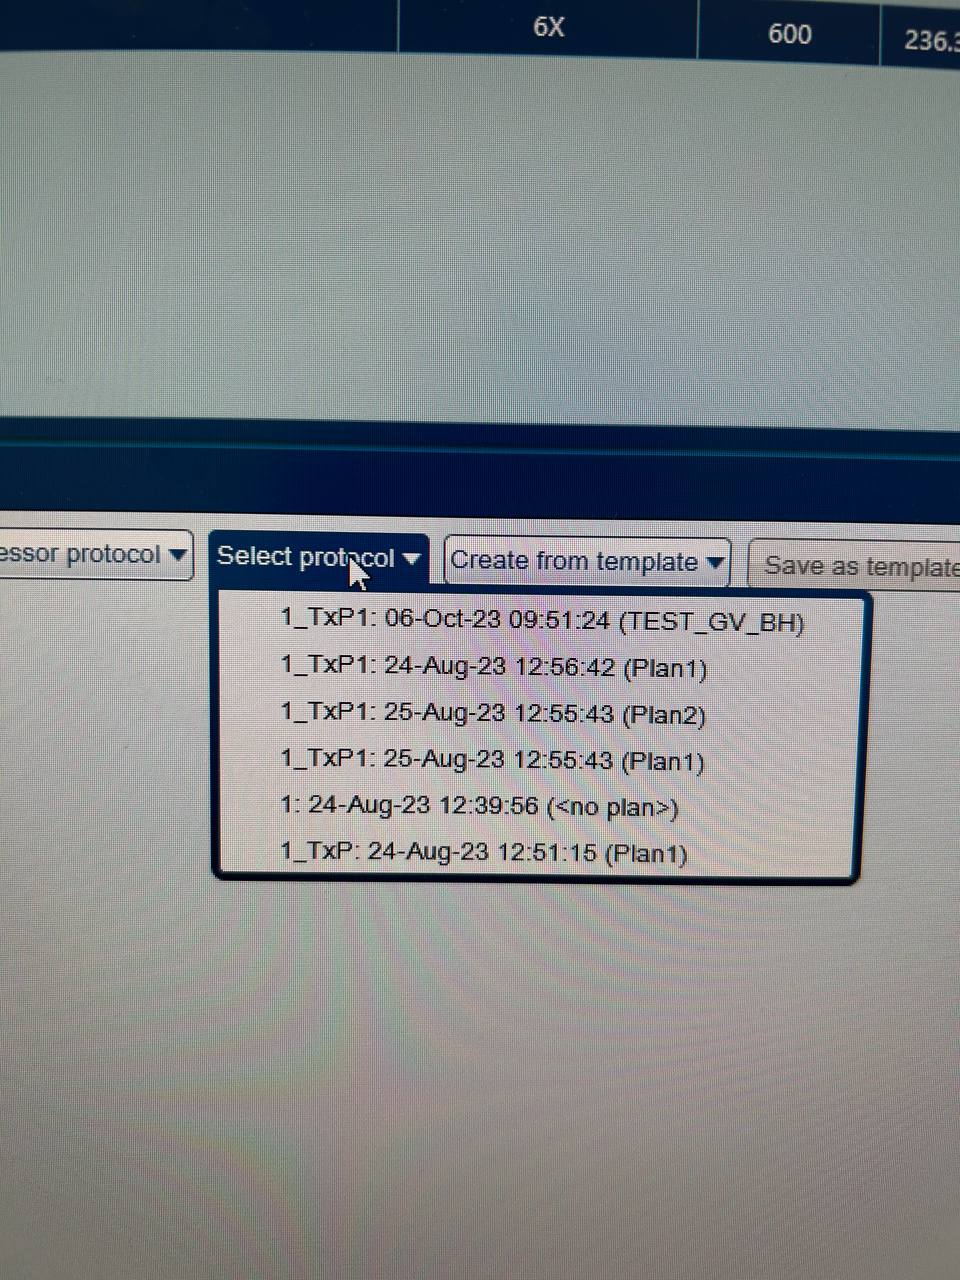 6X
600
236.3
essor protocol
Select protocol
Create from template
Save as template
1_TxP1: 06-Oct-23 09:51:24 (TEST_GV_BH)
1_TxP1: 24-Aug-23 12:56:42 (Plan1)
1_TxP1: 25-Aug-23 12:55:43 (Plan2)
1_TxP1: 25-Aug-23 12:55:43 (Plan1)
1: 24-Aug-23 12:39:56 (<no plan>)
1_TxP: 24-Aug-23 12:51:15 (Plan1)